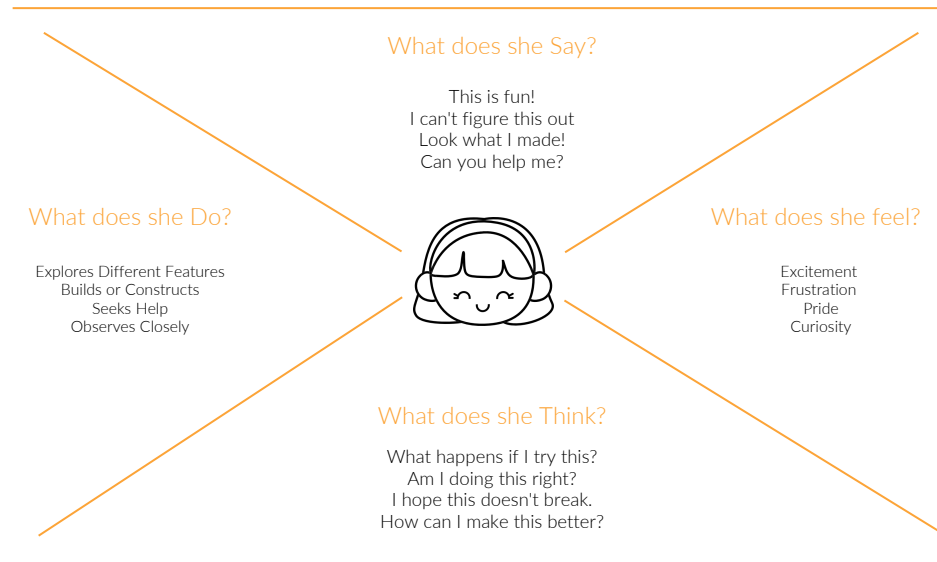 What does she Say?
This is fun!
I can't figure this out
Look what I made!
Can you help me?
What does she Do?
Explores Different Features
Builds or Constructs
Seeks Help
Observes Closely
What does she feel?
Excitement
Frustration
Pride
Curiosity
What does she Think?
What happens if I try this?
Am I doing this right?
I hope this doesn't break.
How can I make this better?